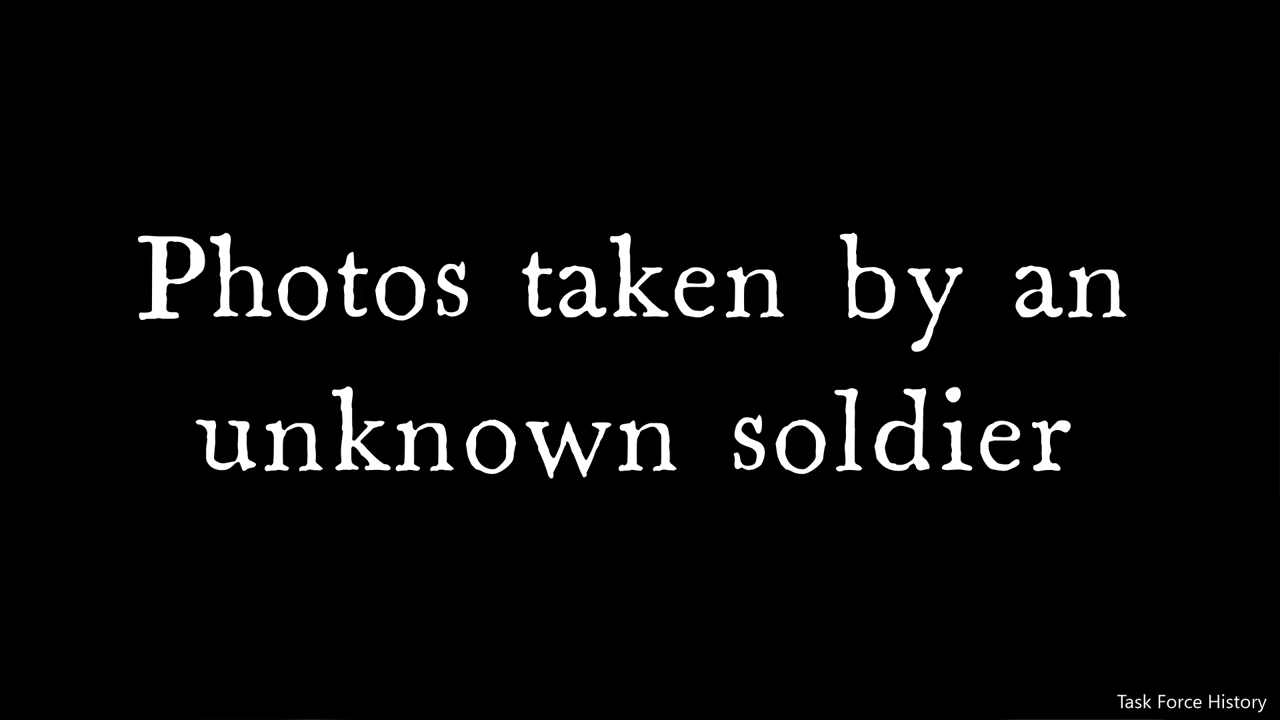 Photos taken by an
unknown soldier
Task Force History